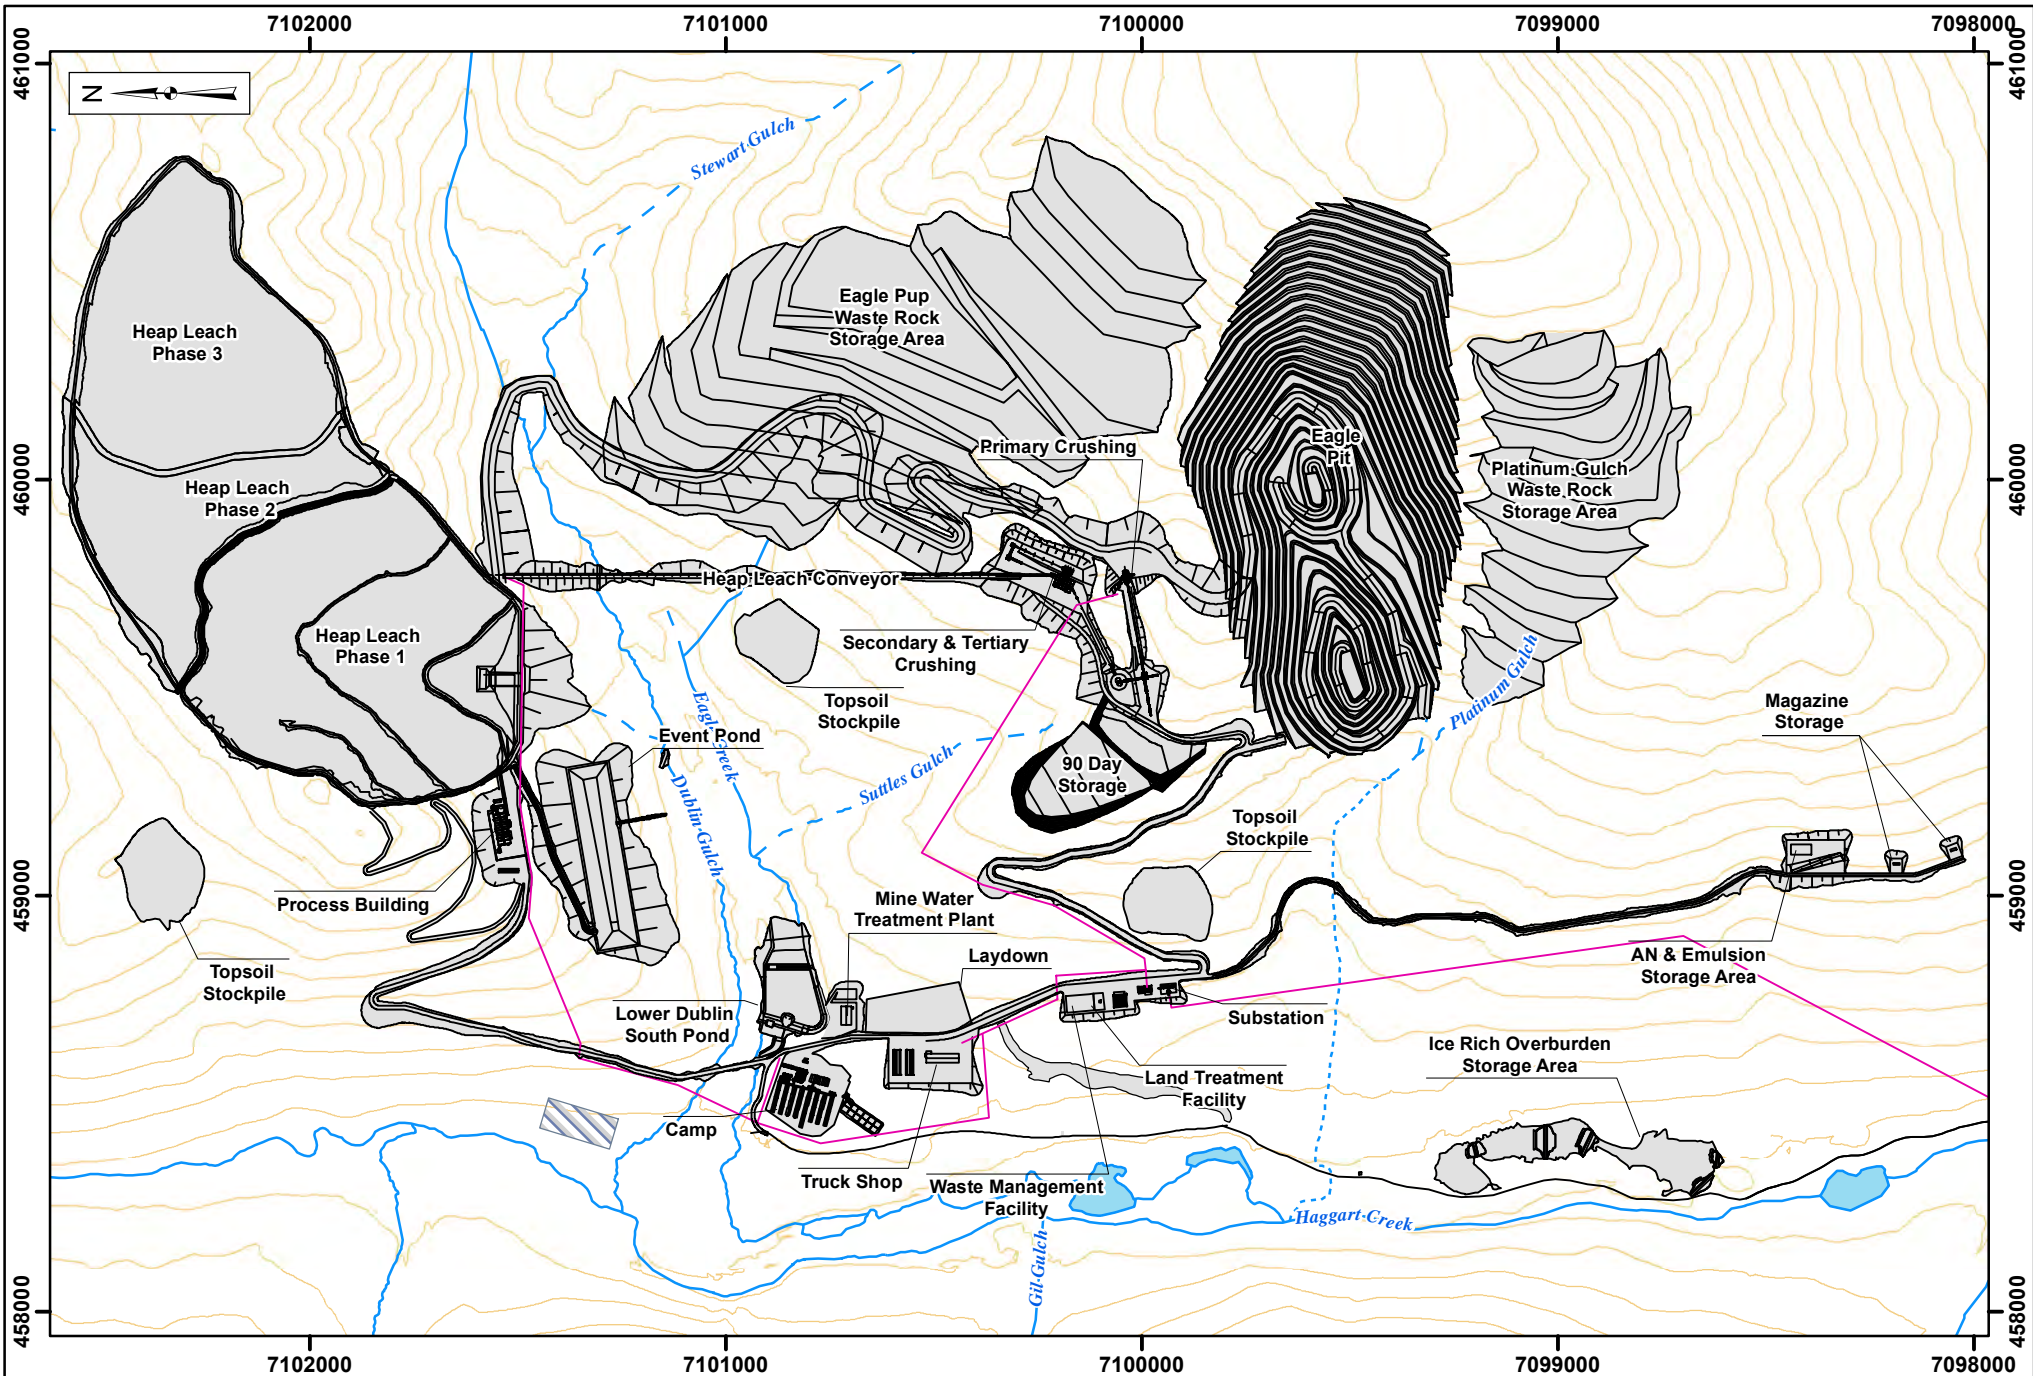 7102000
7101000
7100000
7099000
7098000
461000
461000
N
Stewart Gulch
Eagle Pup
Waste Rock
Storage Area
Heap Leach
Phase 3
Primary Crushing
Eagle
Pit
Platinum Gulch
Waste Rock
Storage Area
460000
460000
Heap Leach
Phase 2
Heap Leach Conveyor
Heap Leach
Phase 1
Secondary & Tertiary
Crushing
Topsoil
Stockpile
Eagle Creek
Platinum Gulch
Magazine
Storage
Event Pond
Suttles Gulch
90 Day
Storage
Dublin Gulch
Topsoil
Stockpile
459000
459000
Process Building
Mine Water
Treatment Plant
Laydown
AN & Emulsion
Storage Area
Topsoil
Stockpile
Lower Dublin
South Pond
Substation
Ice Rich Overburden
Storage Area
Land Treatment
Facility
Camp
Truck Shop
Waste Management
Facility
Haggart Creek
Gil Gulch
458000
458000
7102000
7101000
7100000
7099000
7098000